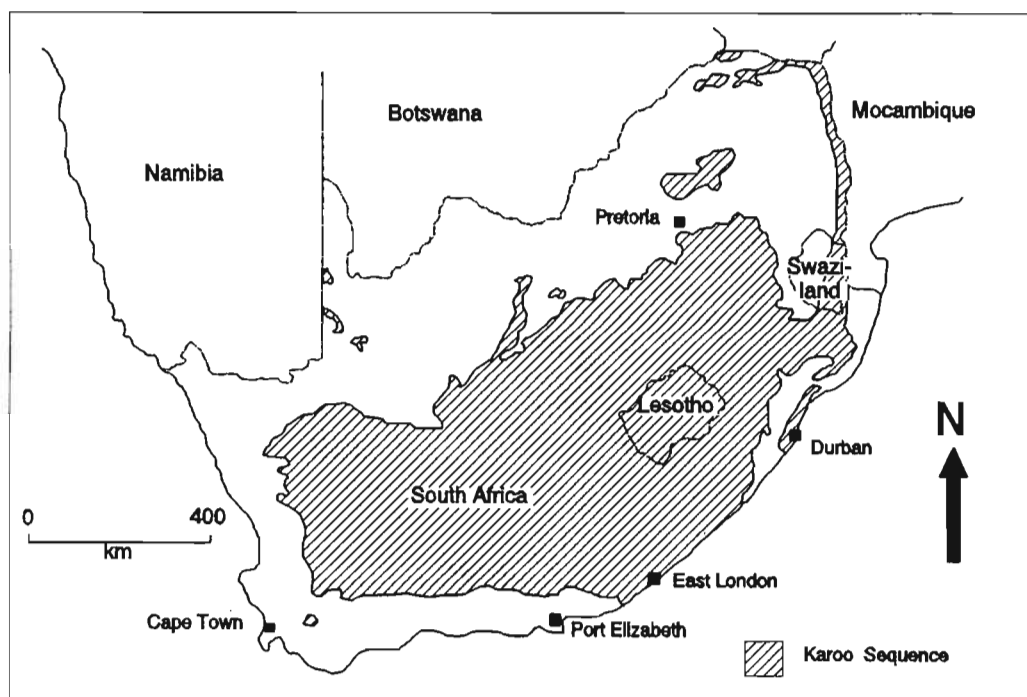 Botswana
Mocambique
Namibia
Pretoria
Swazi-
land
Lesotho
N
Durban
South Africa
0 400
km
East London
Cape Town
Port Elizabeth
Karoo Sequence